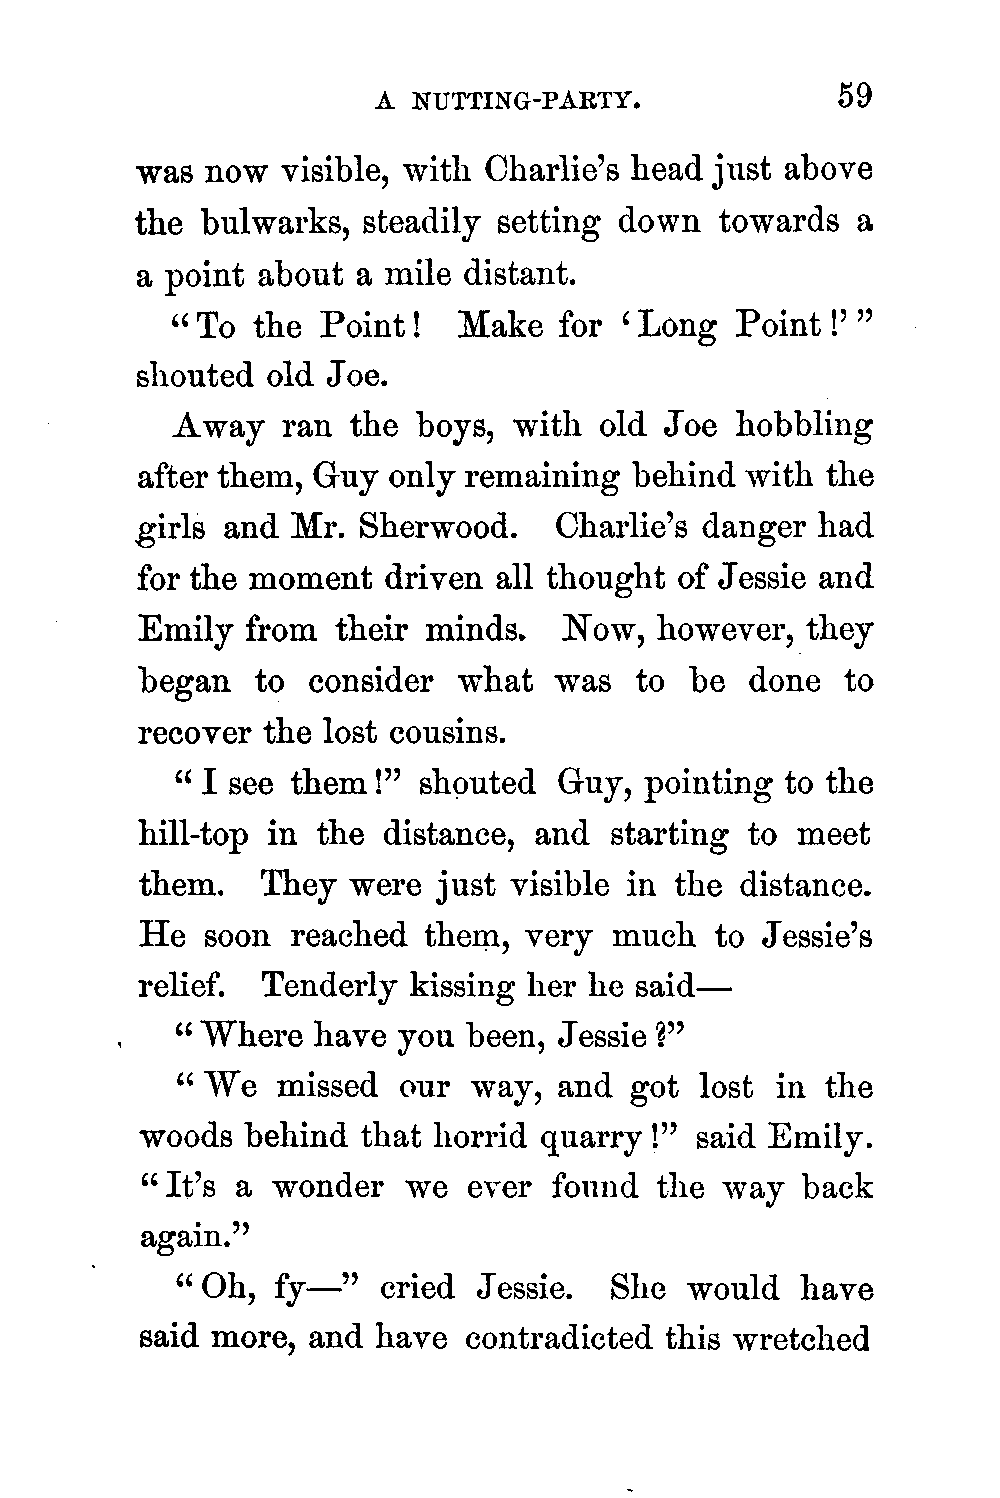 A NUTTING-PARTY. 59
was now visible, with Charlie's head just above
the bulwarks, steadily setting down towards a
a point about a mile distant.
“To the Point! Make for ‘Long Point!’”
shouted old Joe.
Away ran the boys, with old Joe hobbling
after them, Guy only remaining behind with the
girls and Mr. Sherwood. Charlie's danger had
for the moment driven all thought of Jessie and
Emily from their minds. Now, however, they
began to consider what was to be done to
recover the lost cousins.
“I see them!” shouted Guy, pointing to the
hill-top in the distance, and starting to meet
them. They were just visible in the distance.
He soon reached them, very much to Jessie's
relief. Tenderly kissing her he said—
“Where have you been, Jessie?”
“We missed our way, and got lost in the
woods behind that horrid quarry!” said Emily.
“It's a wonder we ever found the way back
again.”
“Oh, fy—” cried Jessie. She would have
said more, and have contradicted this wretched